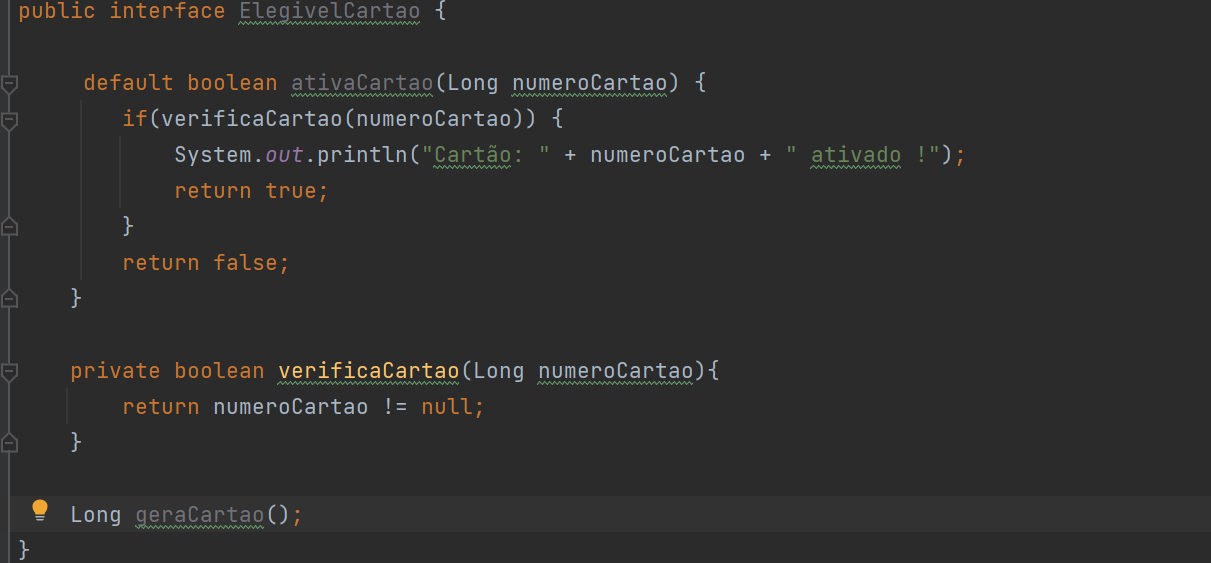 public interface ElegivelCartao {
default boolean ativaCartao(Long numeroCartao) {
if(verificaCartao(numeroCartao)) {
System.out.println("Cartão: " + numeroCartao + " ativado !");
return true;
}
return false;
}
private boolean verificaCartao(Long numeroCartao){
return numeroCartao != null;
}
Long geraCartao();
}